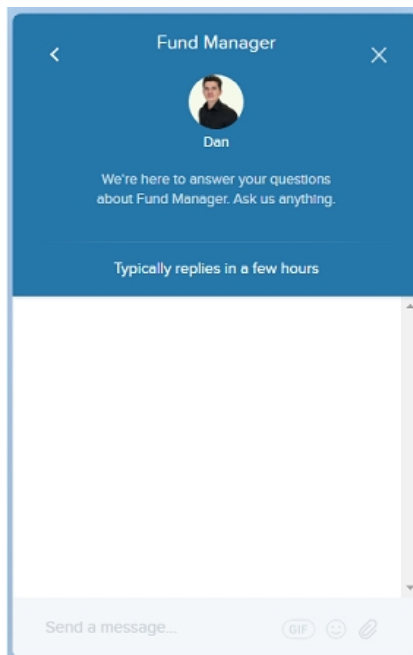 Fund Manager
Dan
We're here to answer your questions
about Fund Manager. Ask us anything.
Typically replies in a few hours
Send a message...
GIF